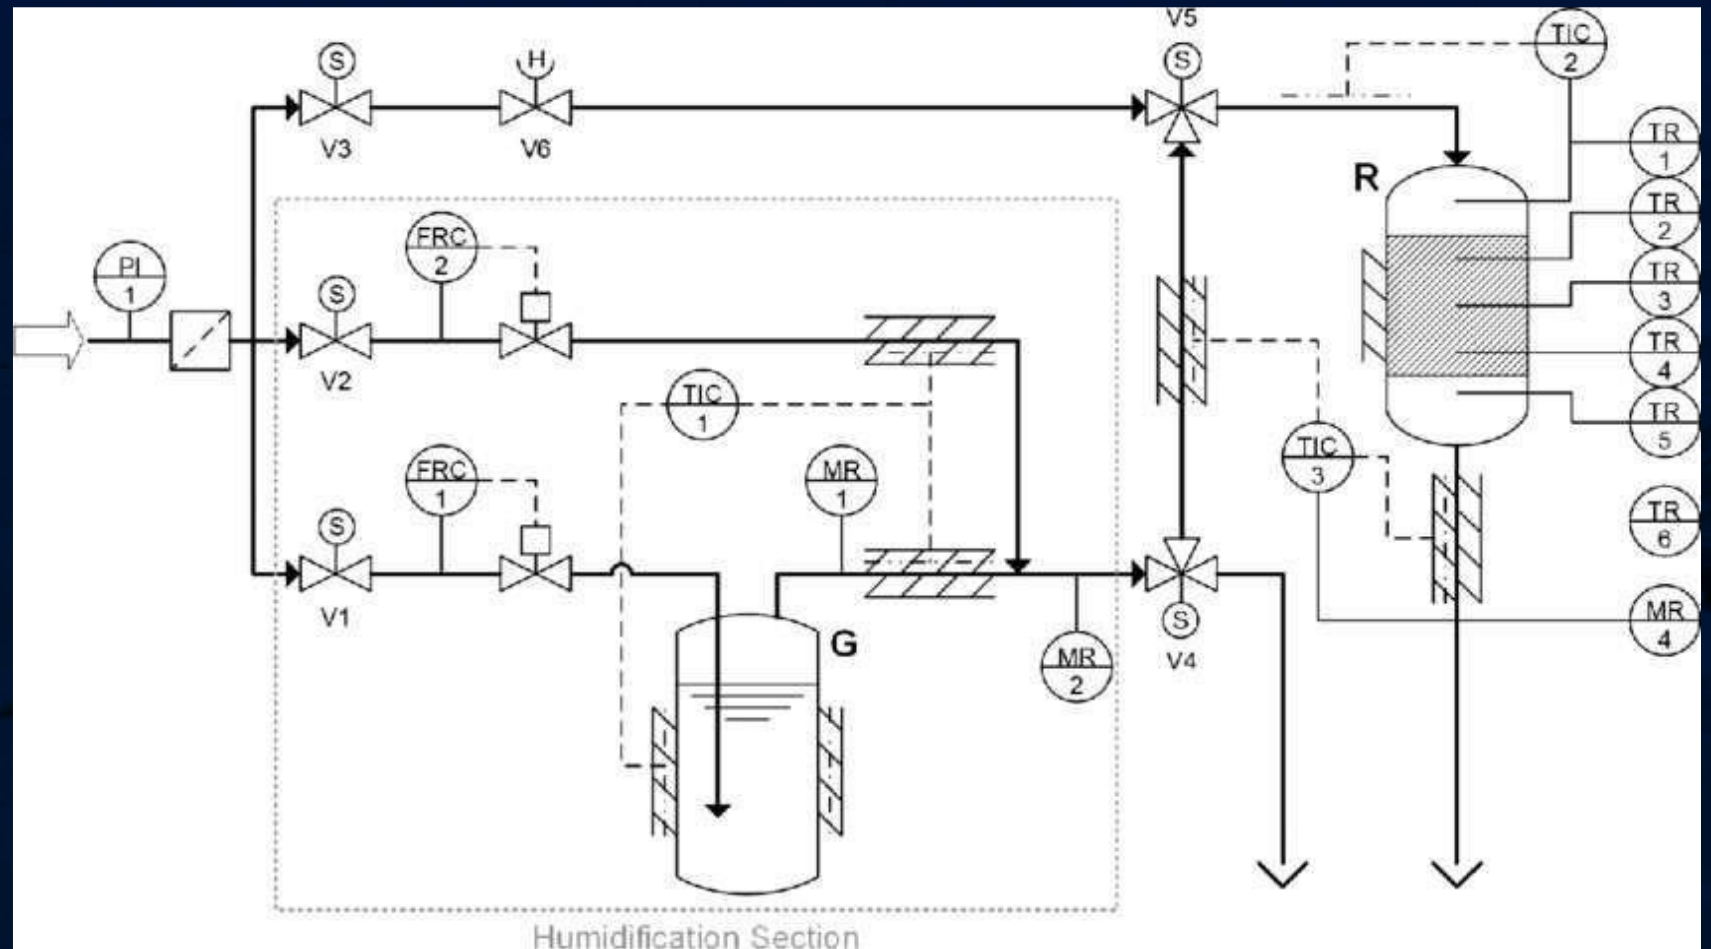 V5
TIC
2
S
H
S
V3
V6
TR
1
R
TR
2
FRC
2
PI
1
S
TR
3
V2
TIC
1
TR
4
TR
5
FRC
1
MR
1
TIC
3
S
TR
6
V1
G
S
MR
4
MR
2
V4
Humidification Section